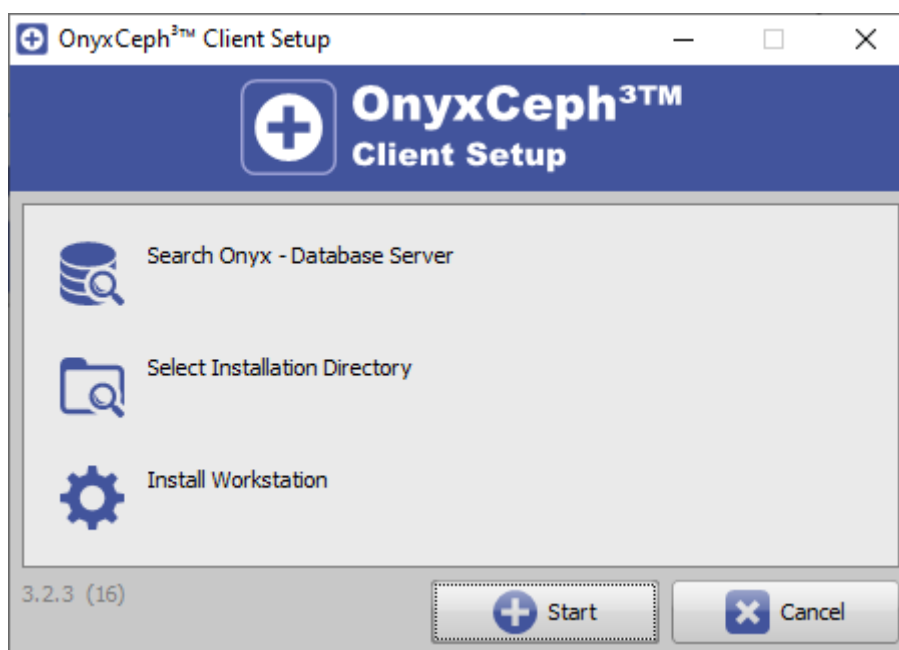 OnyxCeph³™ Client Setup
OnyxCeph³™
Client Setup
Search Onyx - Database Server
Select Installation Directory
Install Workstation
3.2.3 (16)
Start
Cancel